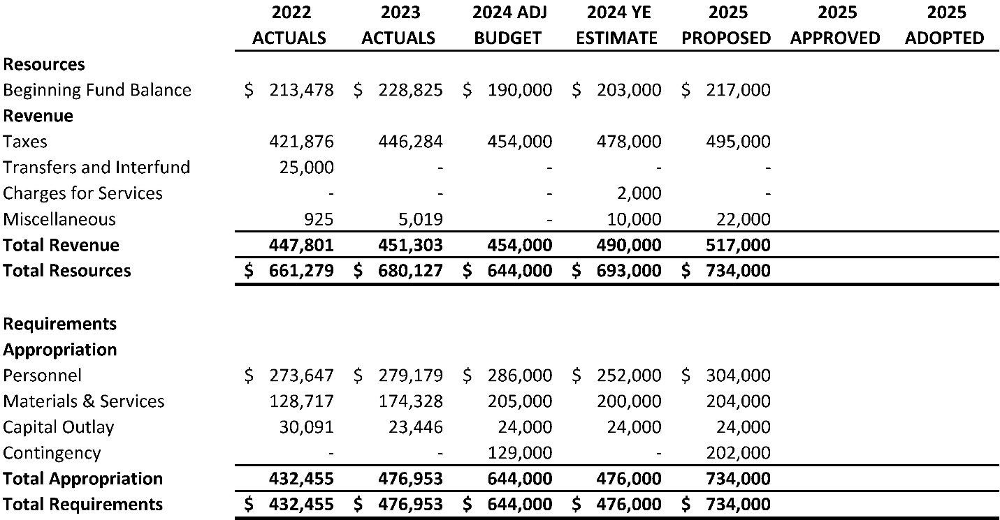 2022 2023 2024 ADJ 2024 YE 2025 2025 2025
ACTUALS ACTUALS BUDGET ESTIMATE PROPOSED APPROVED ADOPTED
Resources
Beginning Fund Balance $ 213,478 $ 228,825 $ 190,000 $ 203,000 $ 217,000
Revenue
Taxes 421,876 446,284 454,000 478,000 495,000
Transfers and Interfund 25,000 - - - -
Charges for Services - - - 2,000 -
Miscellaneous 925 5,019 - 10,000 22,000
Total Revenue 447,801 451,303 454,000 490,000 517,000
Total Resources $ 661,279 $ 680,127 $ 644,000 $ 693,000 $ 734,000
Requirements
Appropriation
Personnel $ 273,647 $ 279,179 $ 286,000 $ 252,000 $ 304,000
Materials & Services 128,717 174,328 205,000 200,000 204,000
Capital Outlay 30,091 23,446 24,000 24,000 24,000
Contingency - - 129,000 - 202,000
Total Appropriation 432,455 476,953 644,000 476,000 734,000
Total Requirements $ 432,455 $ 476,953 $ 644,000 $ 476,000 $ 734,000